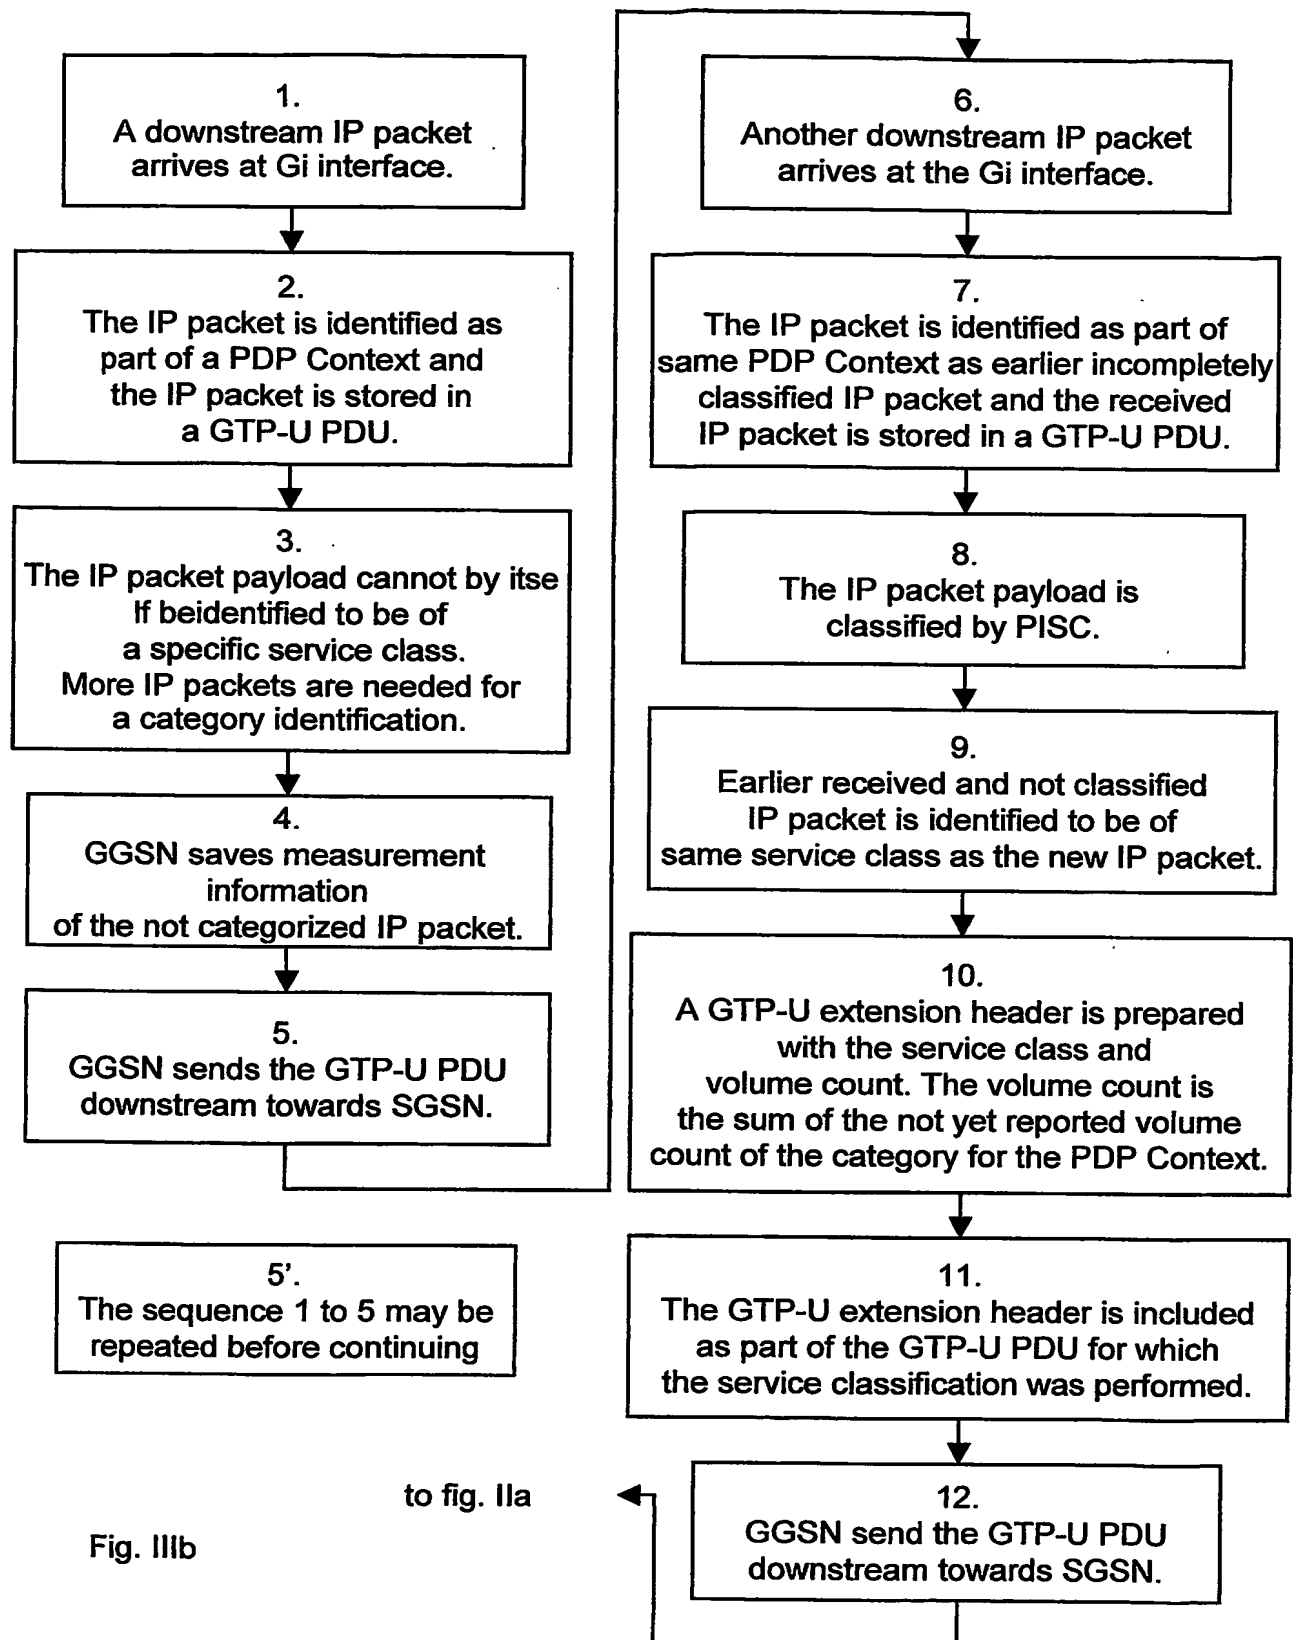 1.
A downstream IP packet
arrives at Gi interface.
2.
The IP packet is identified as
part of a PDP Context and
the IP packet is stored in
a GTP-U PDU.
3.
The IP packet payload cannot by itse
lf beidentified to be of
a specific service class.
More IP packets are needed for
a category identification.
4.
GGSN saves measurement
information
of the not categorized IP packet.
5.
GGSN sends the GTP-U PDU
downstream towards SGSN.
5'.
The sequence 1 to 5 may be
repeated before continuing
6.
Another downstream IP packet
arrives at the Gi interface.
7.
The IP packet is identified as part of
same PDP Context as earlier incompletely
classified IP packet and the received
IP packet is stored in a GTP-U PDU.
8.
The IP packet payload is
classified by PISC.
9.
Earlier received and not classified
IP packet is identified to be of
same service class as the new IP packet.
10.
A GTP-U extension header is prepared
with the service class and
volume count. The volume count is
the sum of the not yet reported volume
count of the category for the PDP Context.
11.
The GTP-U extension header is included
as part of the GTP-U PDU for which
the service classification was performed.
12.
GGSN send the GTP-U PDU
downstream towards SGSN.
to fig. IIa
Fig. IIIb